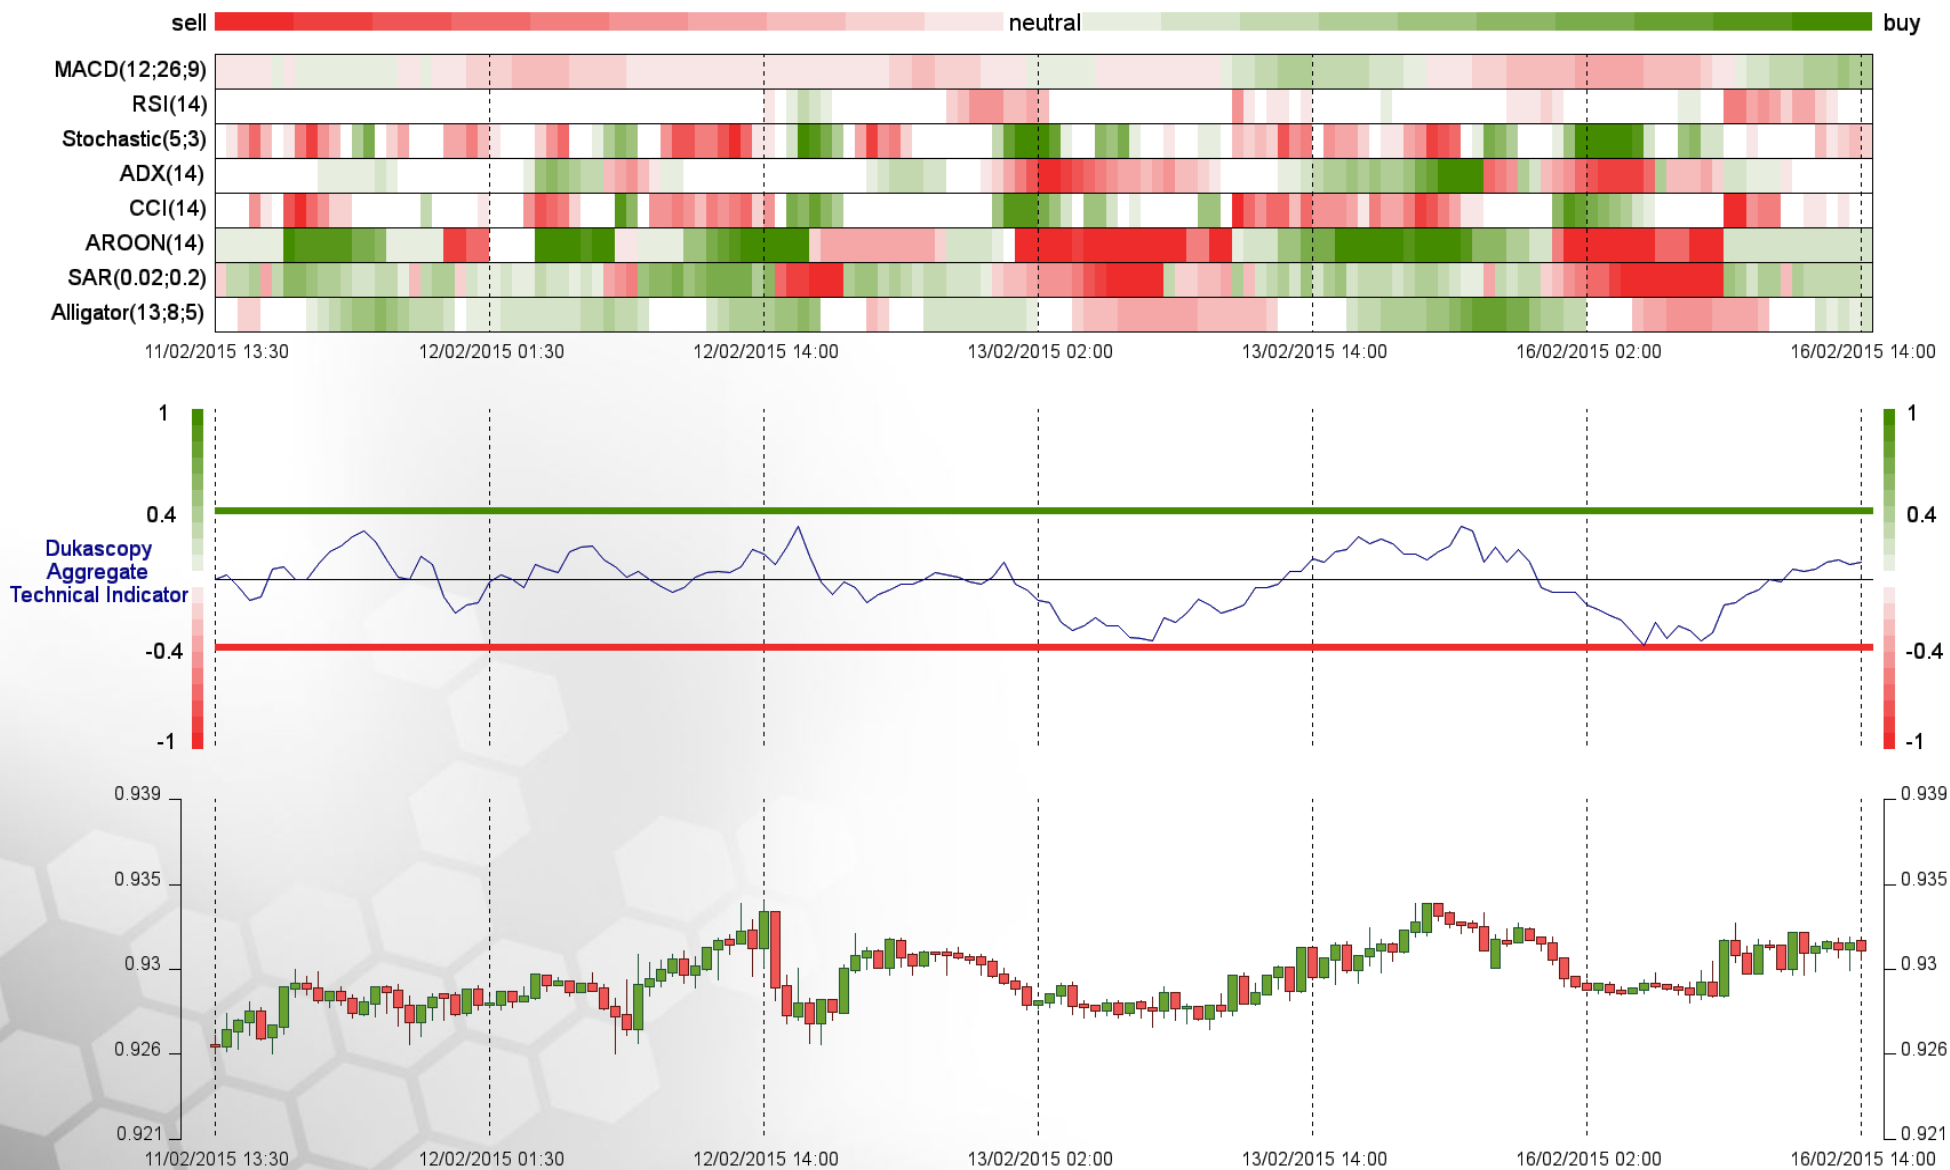 sell neutral buy
MACD(12;26;9)
RSI(14)
Stochastic(5;3)
ADX(14)
CCI(14)
AROON(14)
SAR(0.02;0.2)
Alligator(13;8;5)
11/02/2015 13:30 12/02/2015 01:30 12/02/2015 14:00 13/02/2015 02:00 13/02/2015 14:00 16/02/2015 02:00 16/02/2015 14:00
1 1
0.4 0.4
Dukascopy
Aggregate
Technical Indicator
-0.4 -0.4
-1 -1
0.939 0.939
0.935 0.935
0.93 0.93
0.926 0.926
0.921 0.921
11/02/2015 13:30 12/02/2015 01:30 12/02/2015 14:00 13/02/2015 02:00 13/02/2015 14:00 16/02/2015 02:00 16/02/2015 14:00